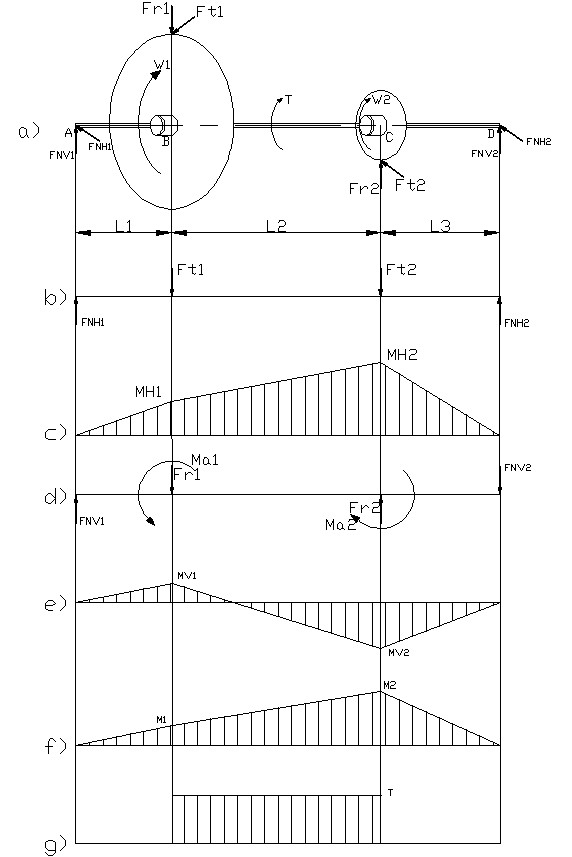 Fr1 Ft1
W1
T W2
a) A B C D
FNH1 FNH2
FNV1 FNV2
Fr2 Ft2
L1 L2 L3
Ft1 Ft2
b)
FNH1 FNH2
MH2
MH1
c)
Ma1
Fr1 FNV2
d)
Fr2
FNV1 Ma2
MV1
e)
MV2
M2
M1
f)
T
g)